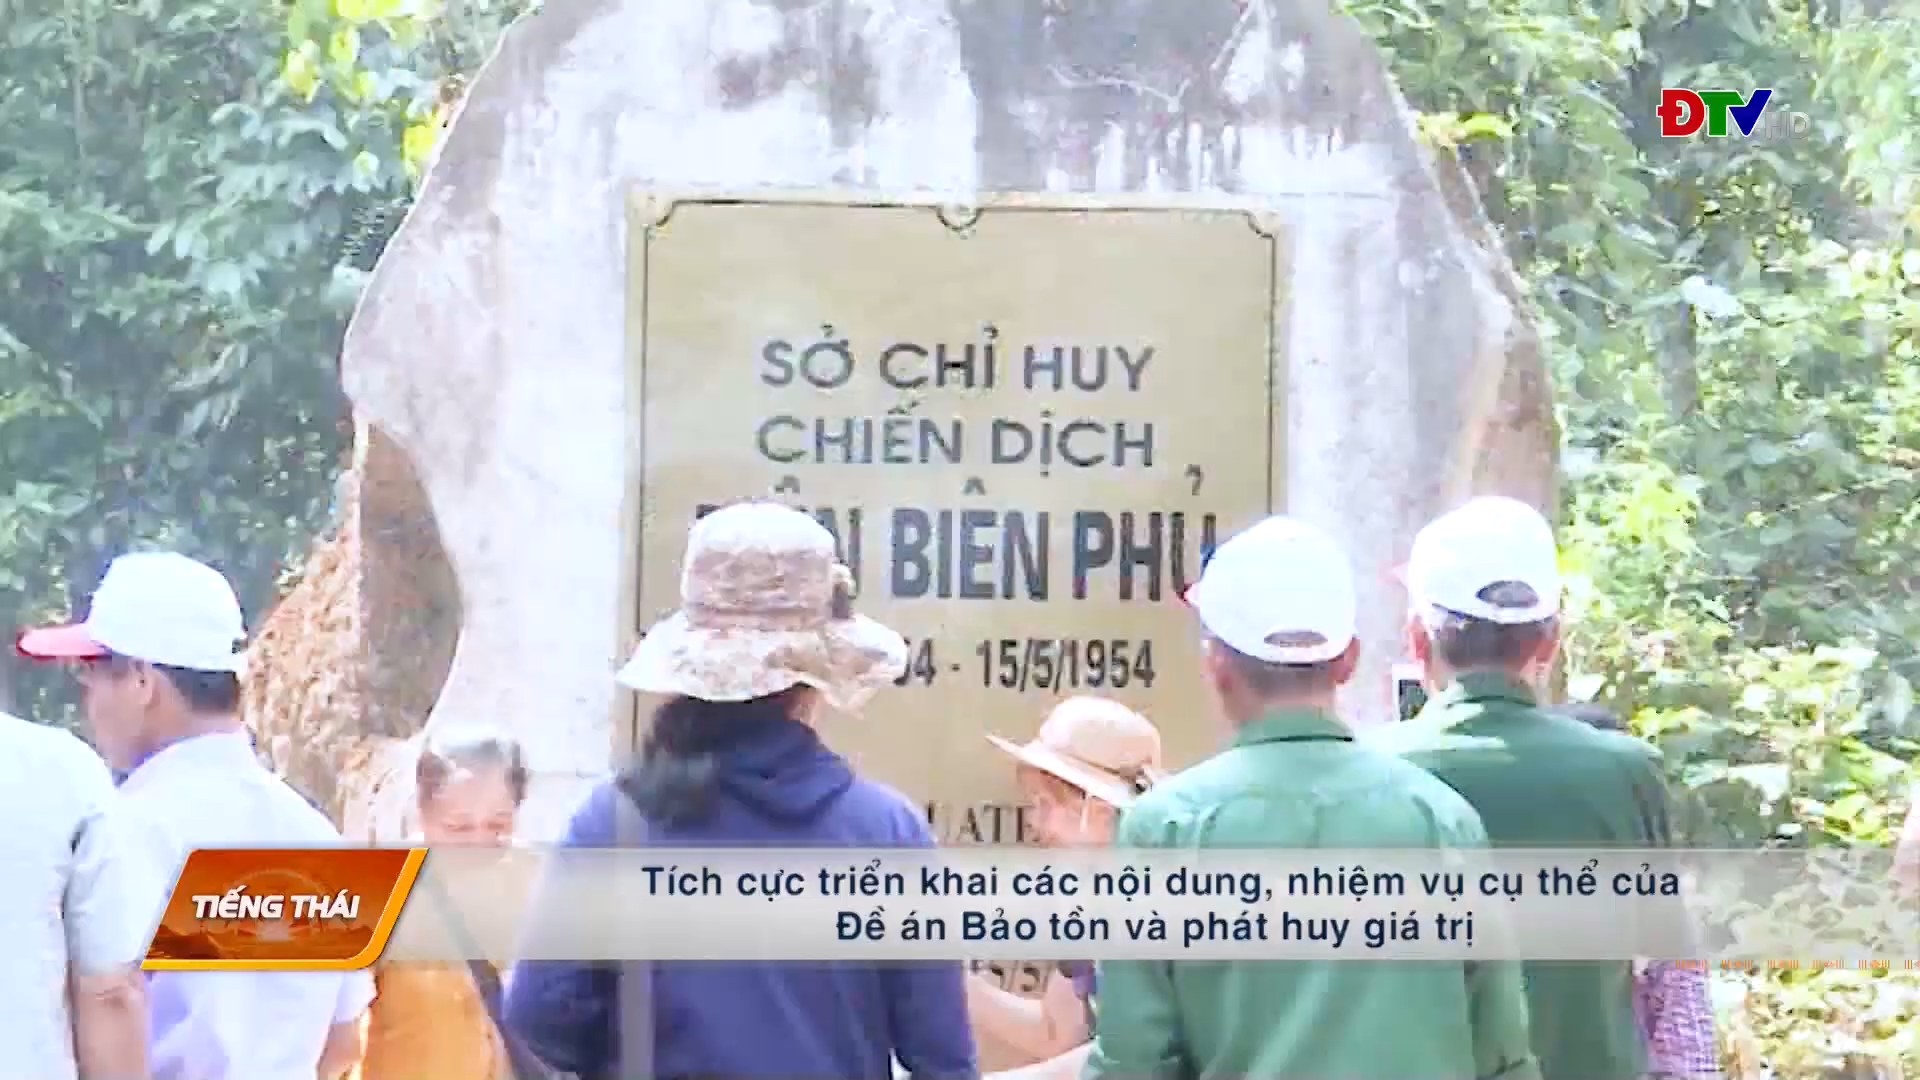 ĐTV HD
SỞ CHỈ HUY
CHIẾN DỊCH
BIÊN PHỦ
- 15/5/1954
TIẾNG THÁI
Tích cực triển khai các nội dung, nhiệm vụ cụ thể của
Đề án Bảo tồn và phát huy giá trị